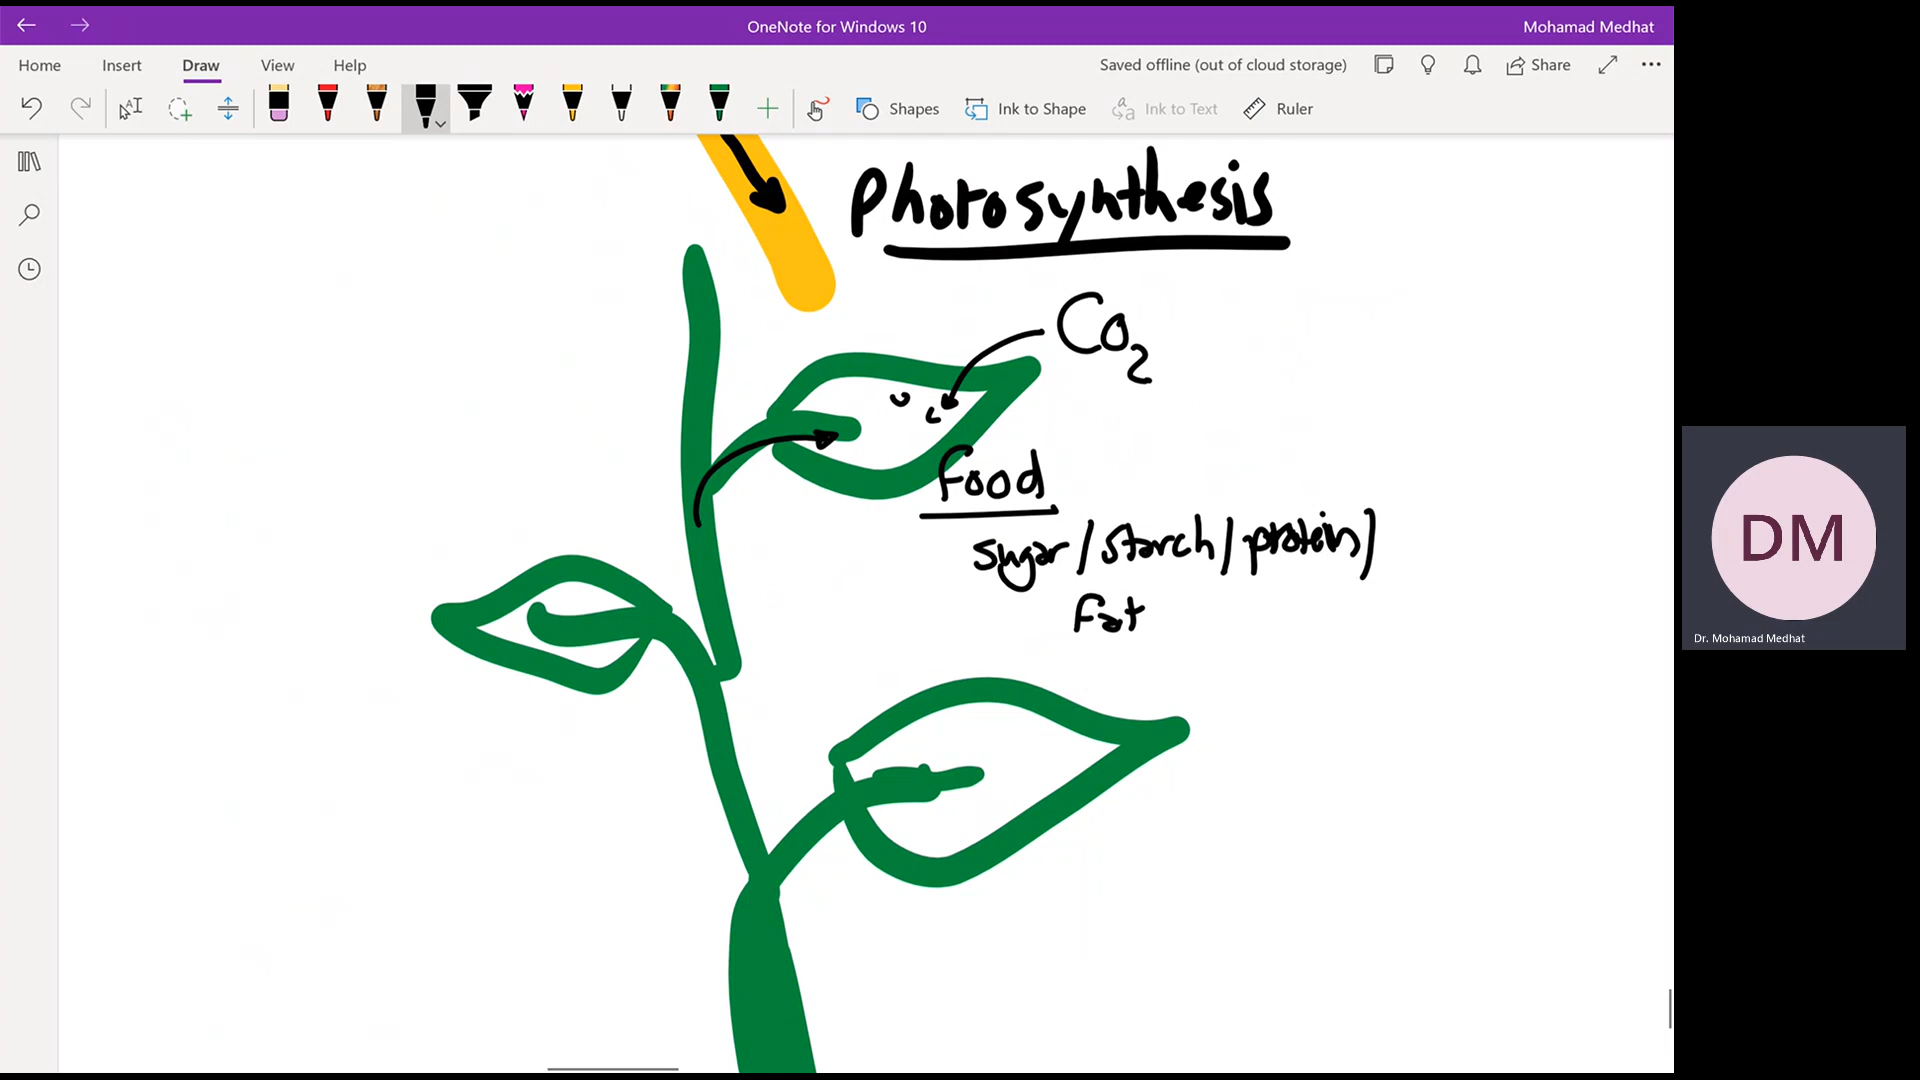 OneNote for Windows 10
Mohamad Medhat
Home Insert Draw View Help
Saved offline (out of cloud storage)
Share
Shapes
Ink to Shape
Ink to Text
Ruler
Photosynthesis
Co2
Food
sugar / starch / protein /
Fat
DM
Dr. Mohamad Medhat